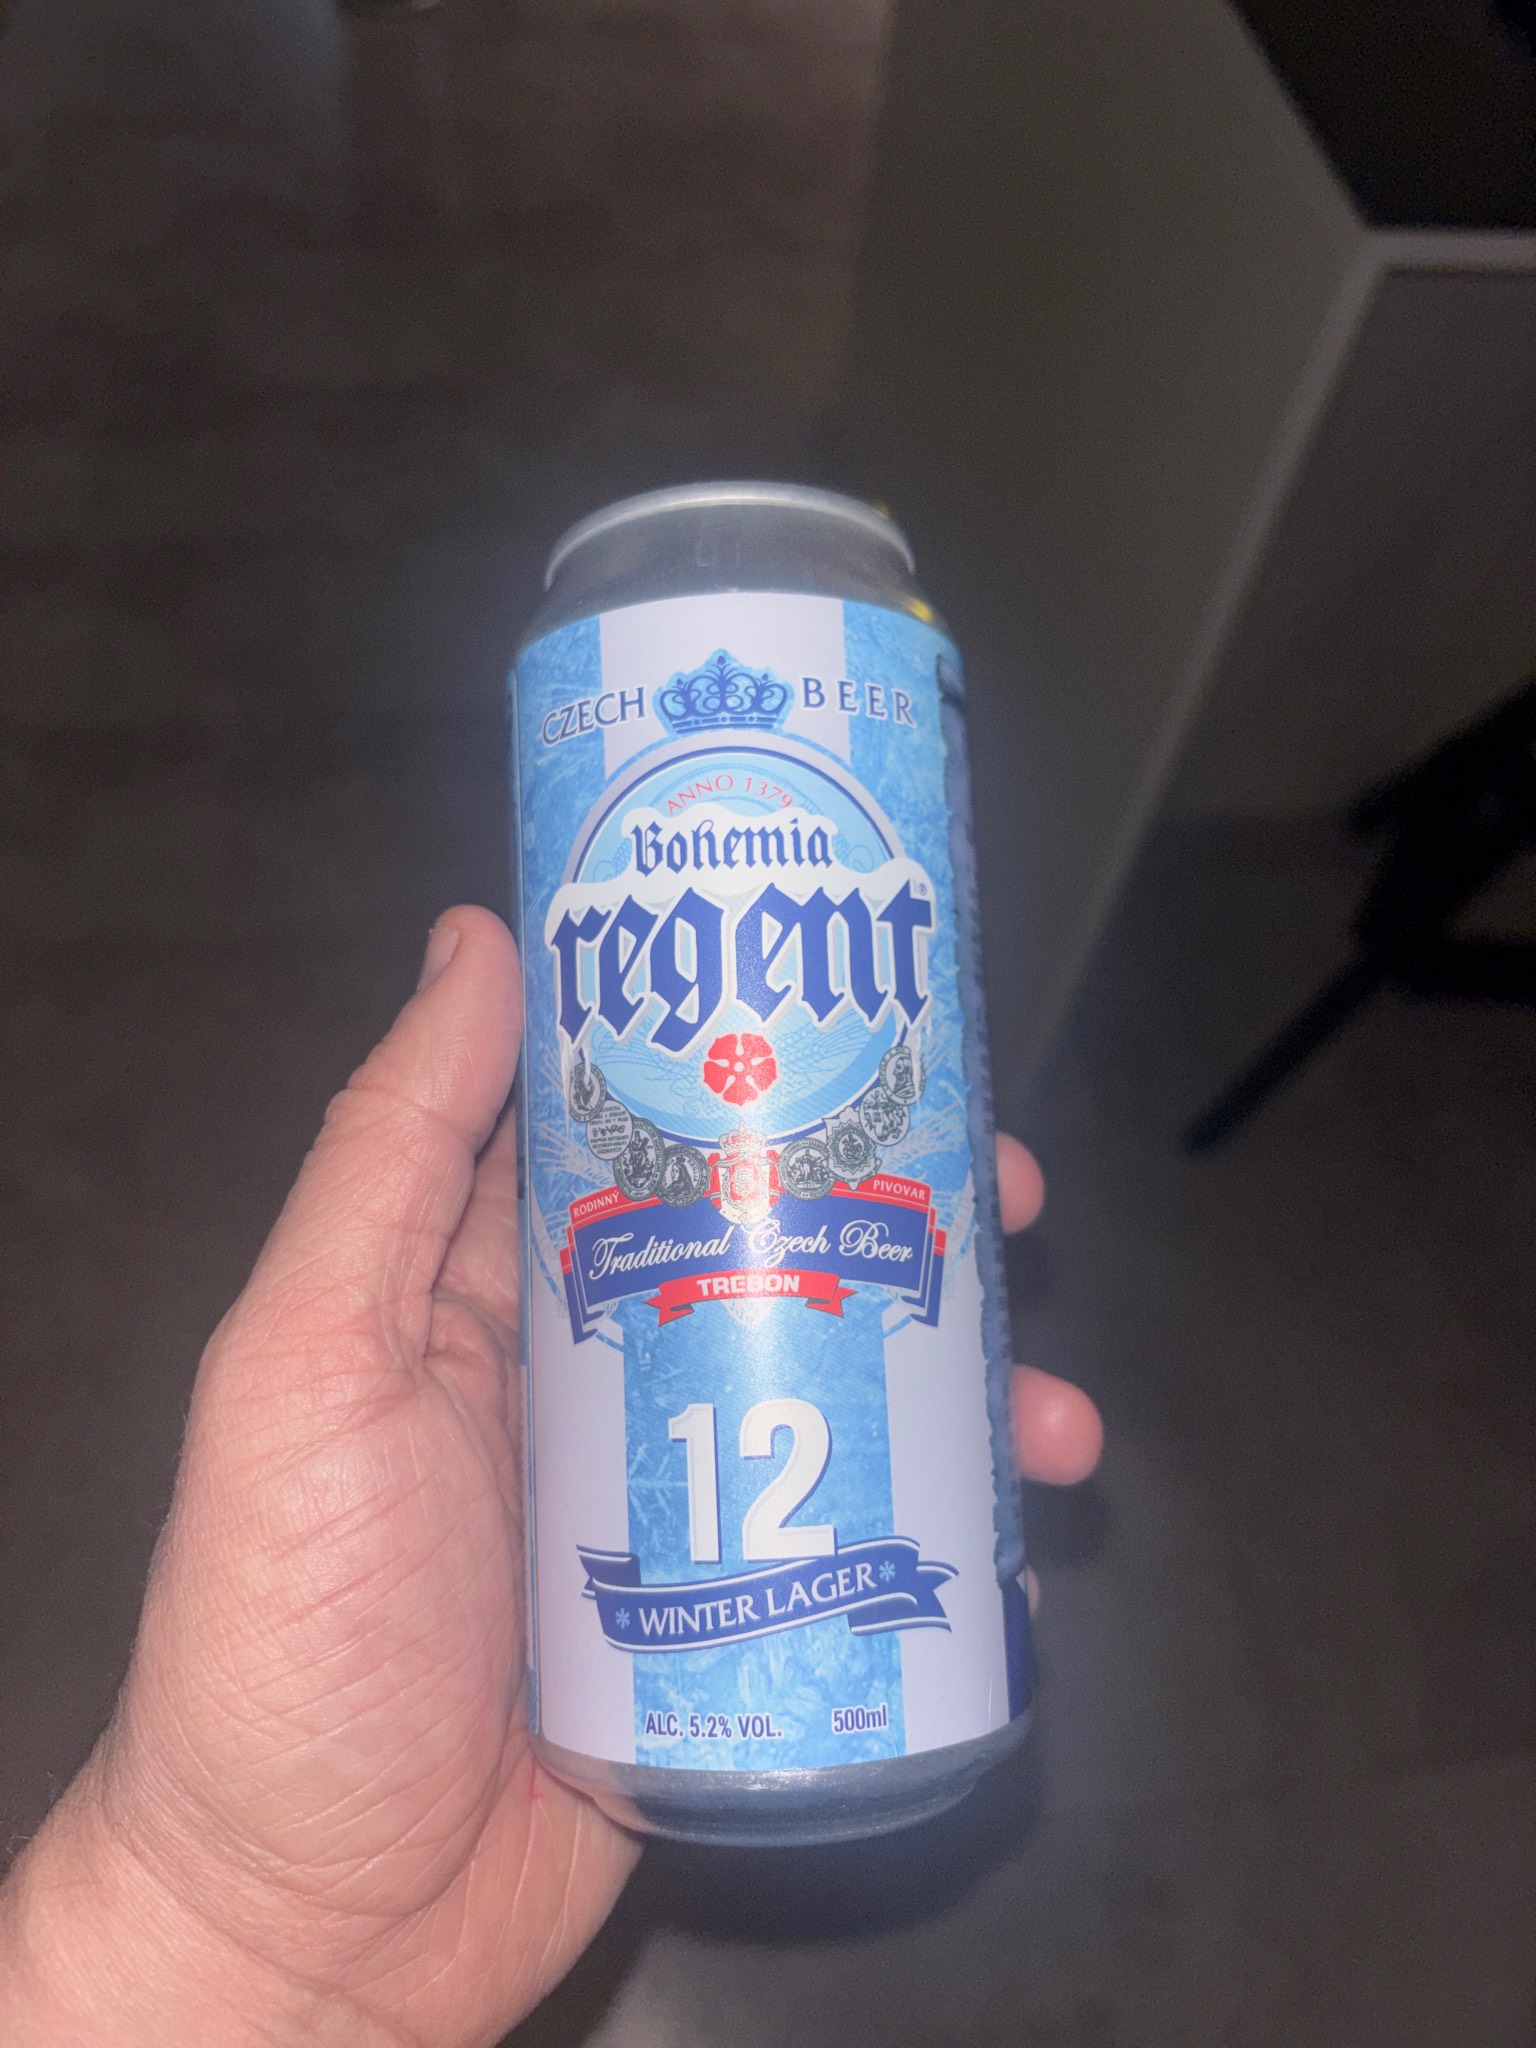 CZECH BEER
ANNO 1379
Bohemia
regent®
RODINNÝ PIVOVAR
Traditional Czech Beer
TREBON
12
WINTER LAGER
ALC. 5.2% VOL. 500ml